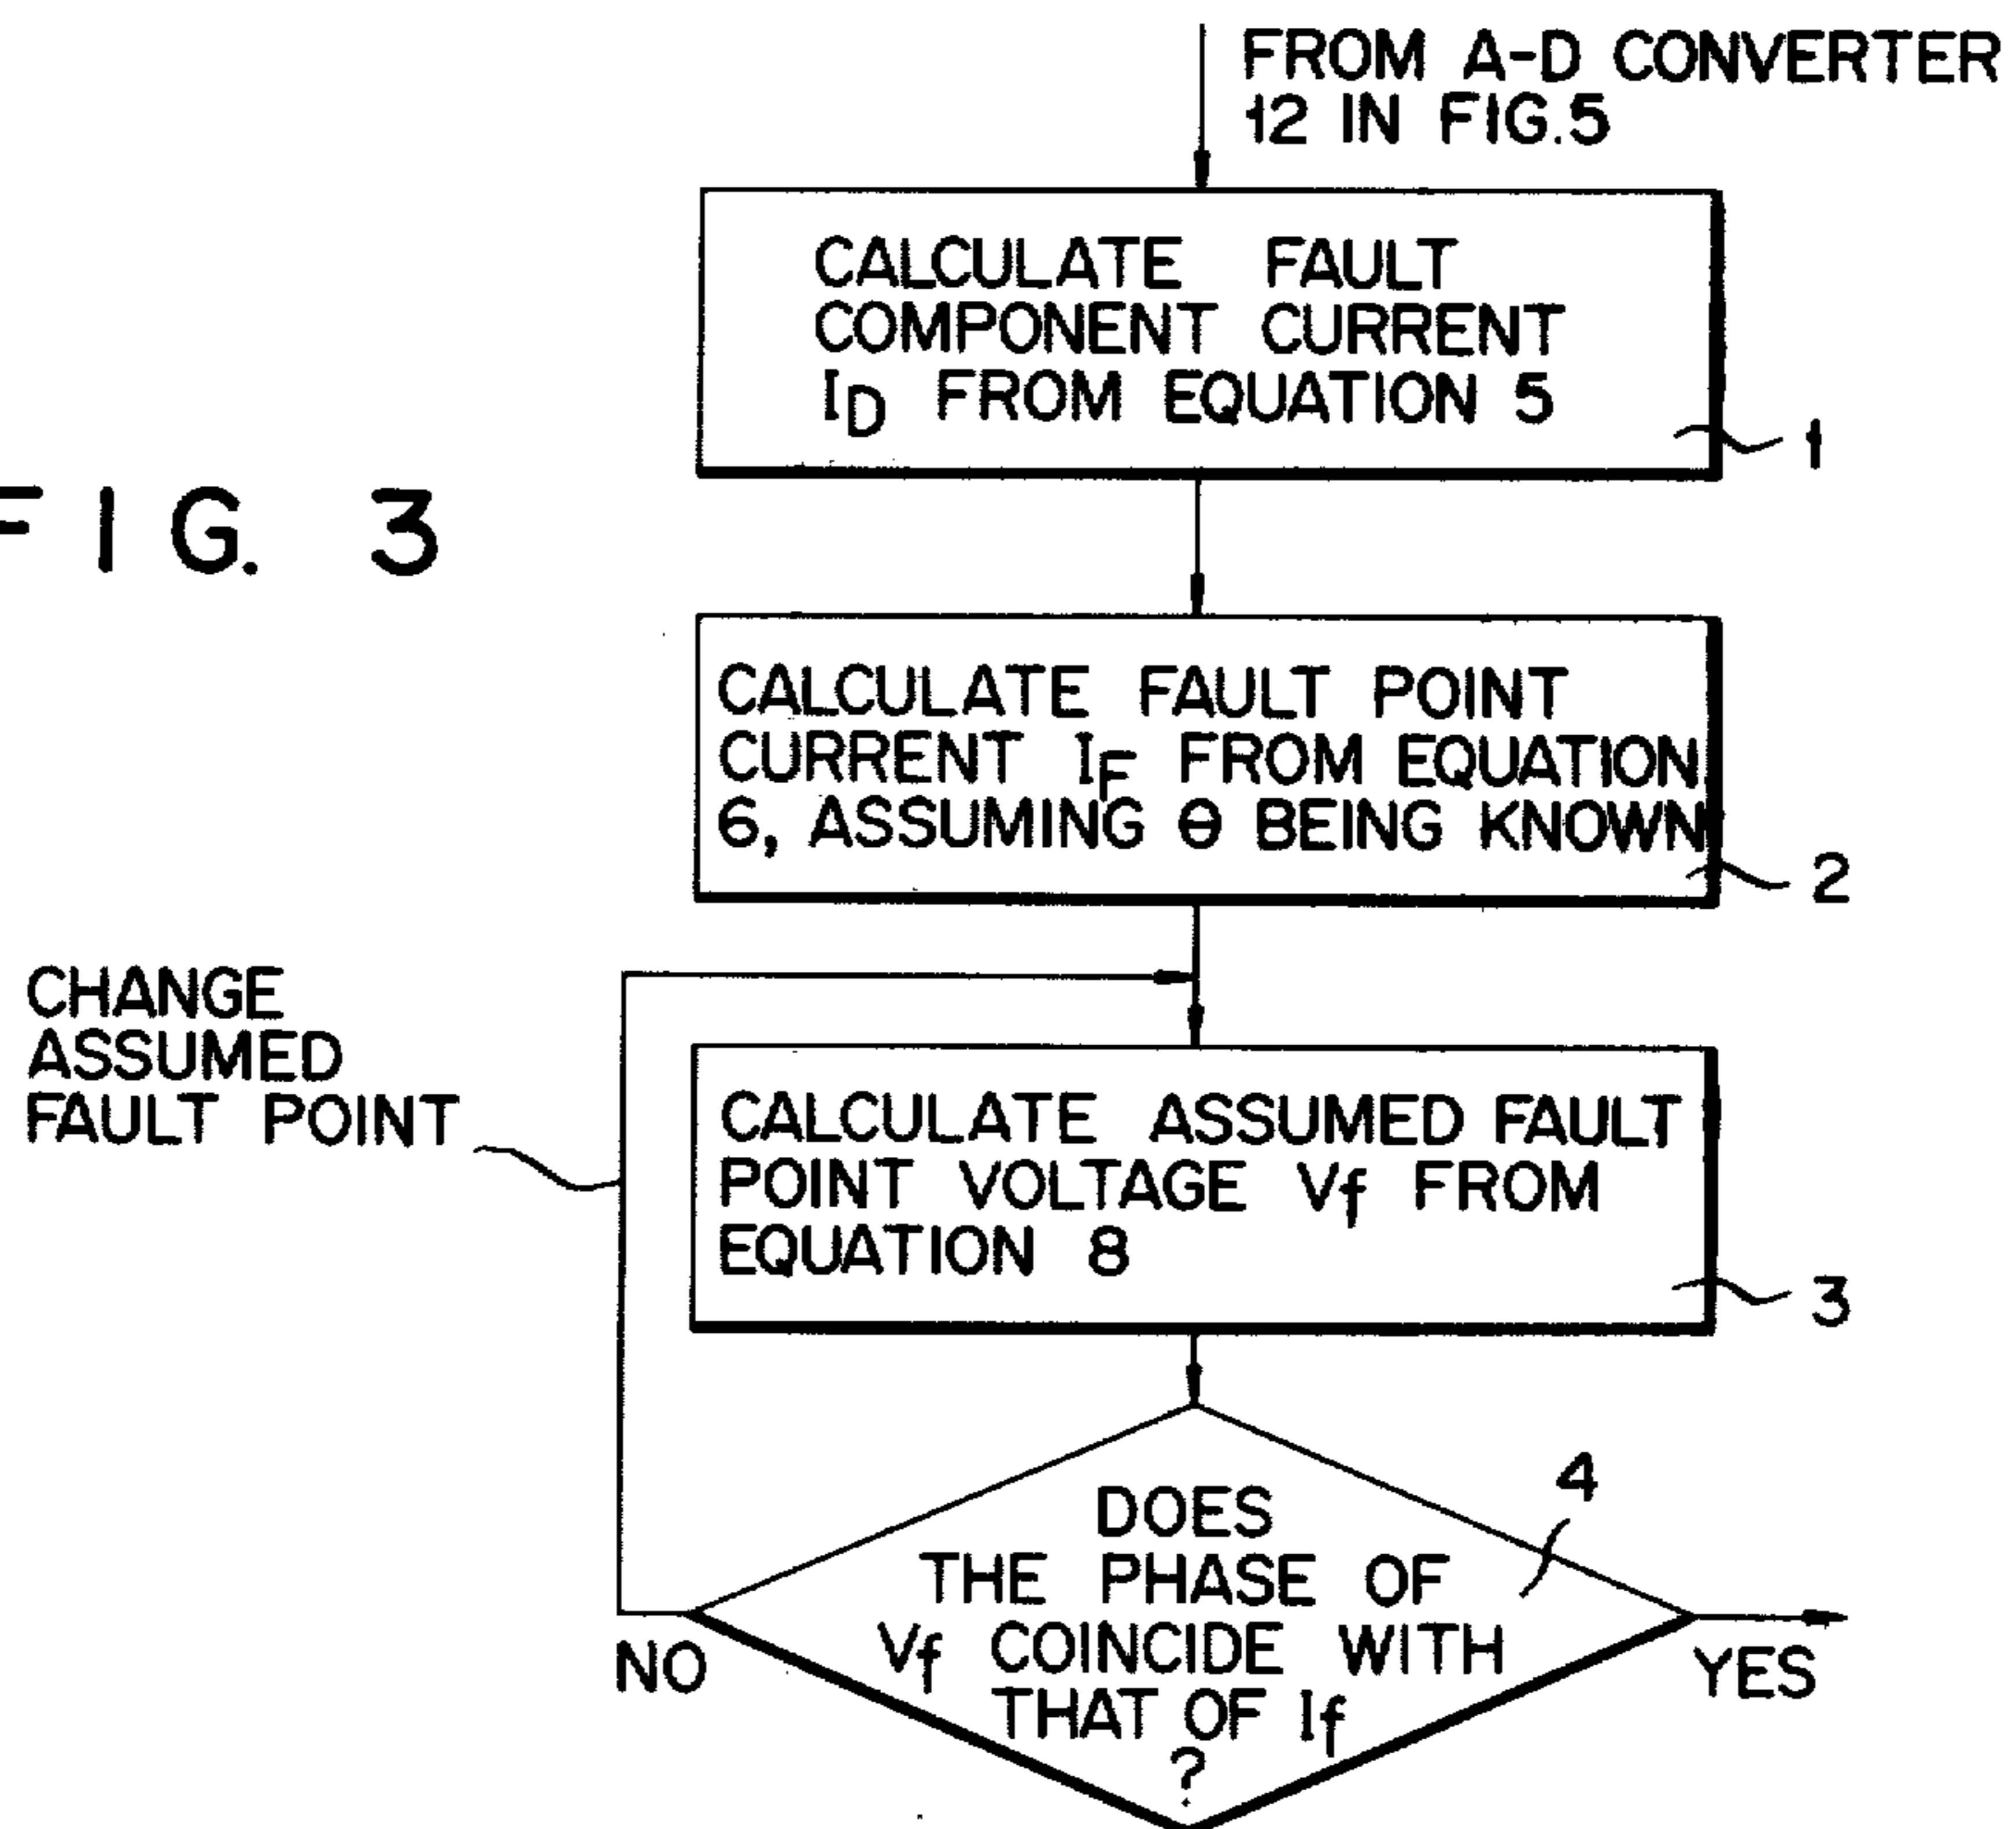 FROM A-D CONVERTER
12 IN FIG.5
CALCULATE FAULT
COMPONENT CURRENT
ID FROM EQUATION 5
1
FIG. 3
CALCULATE FAULT POINT
CURRENT IF FROM EQUATION
6, ASSUMING θ BEING KNOWN
2
CHANGE
ASSUMED
FAULT POINT
CALCULATE ASSUMED FAULT
POINT VOLTAGE Vf FROM
EQUATION 8
3
4
DOES
THE PHASE OF
Vf COINCIDE WITH
THAT OF If
?
NO
YES